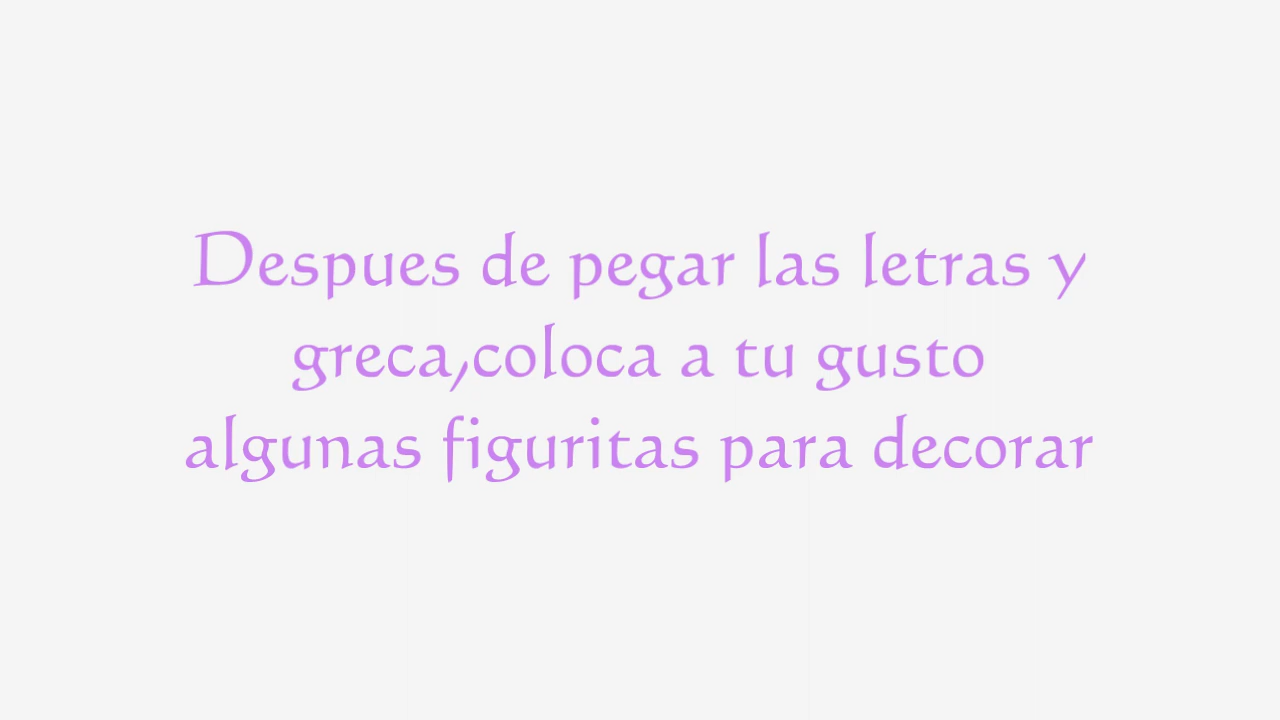 Despues de pegar las letras y
greca,coloca a tu gusto
algunas figuritas para decorar